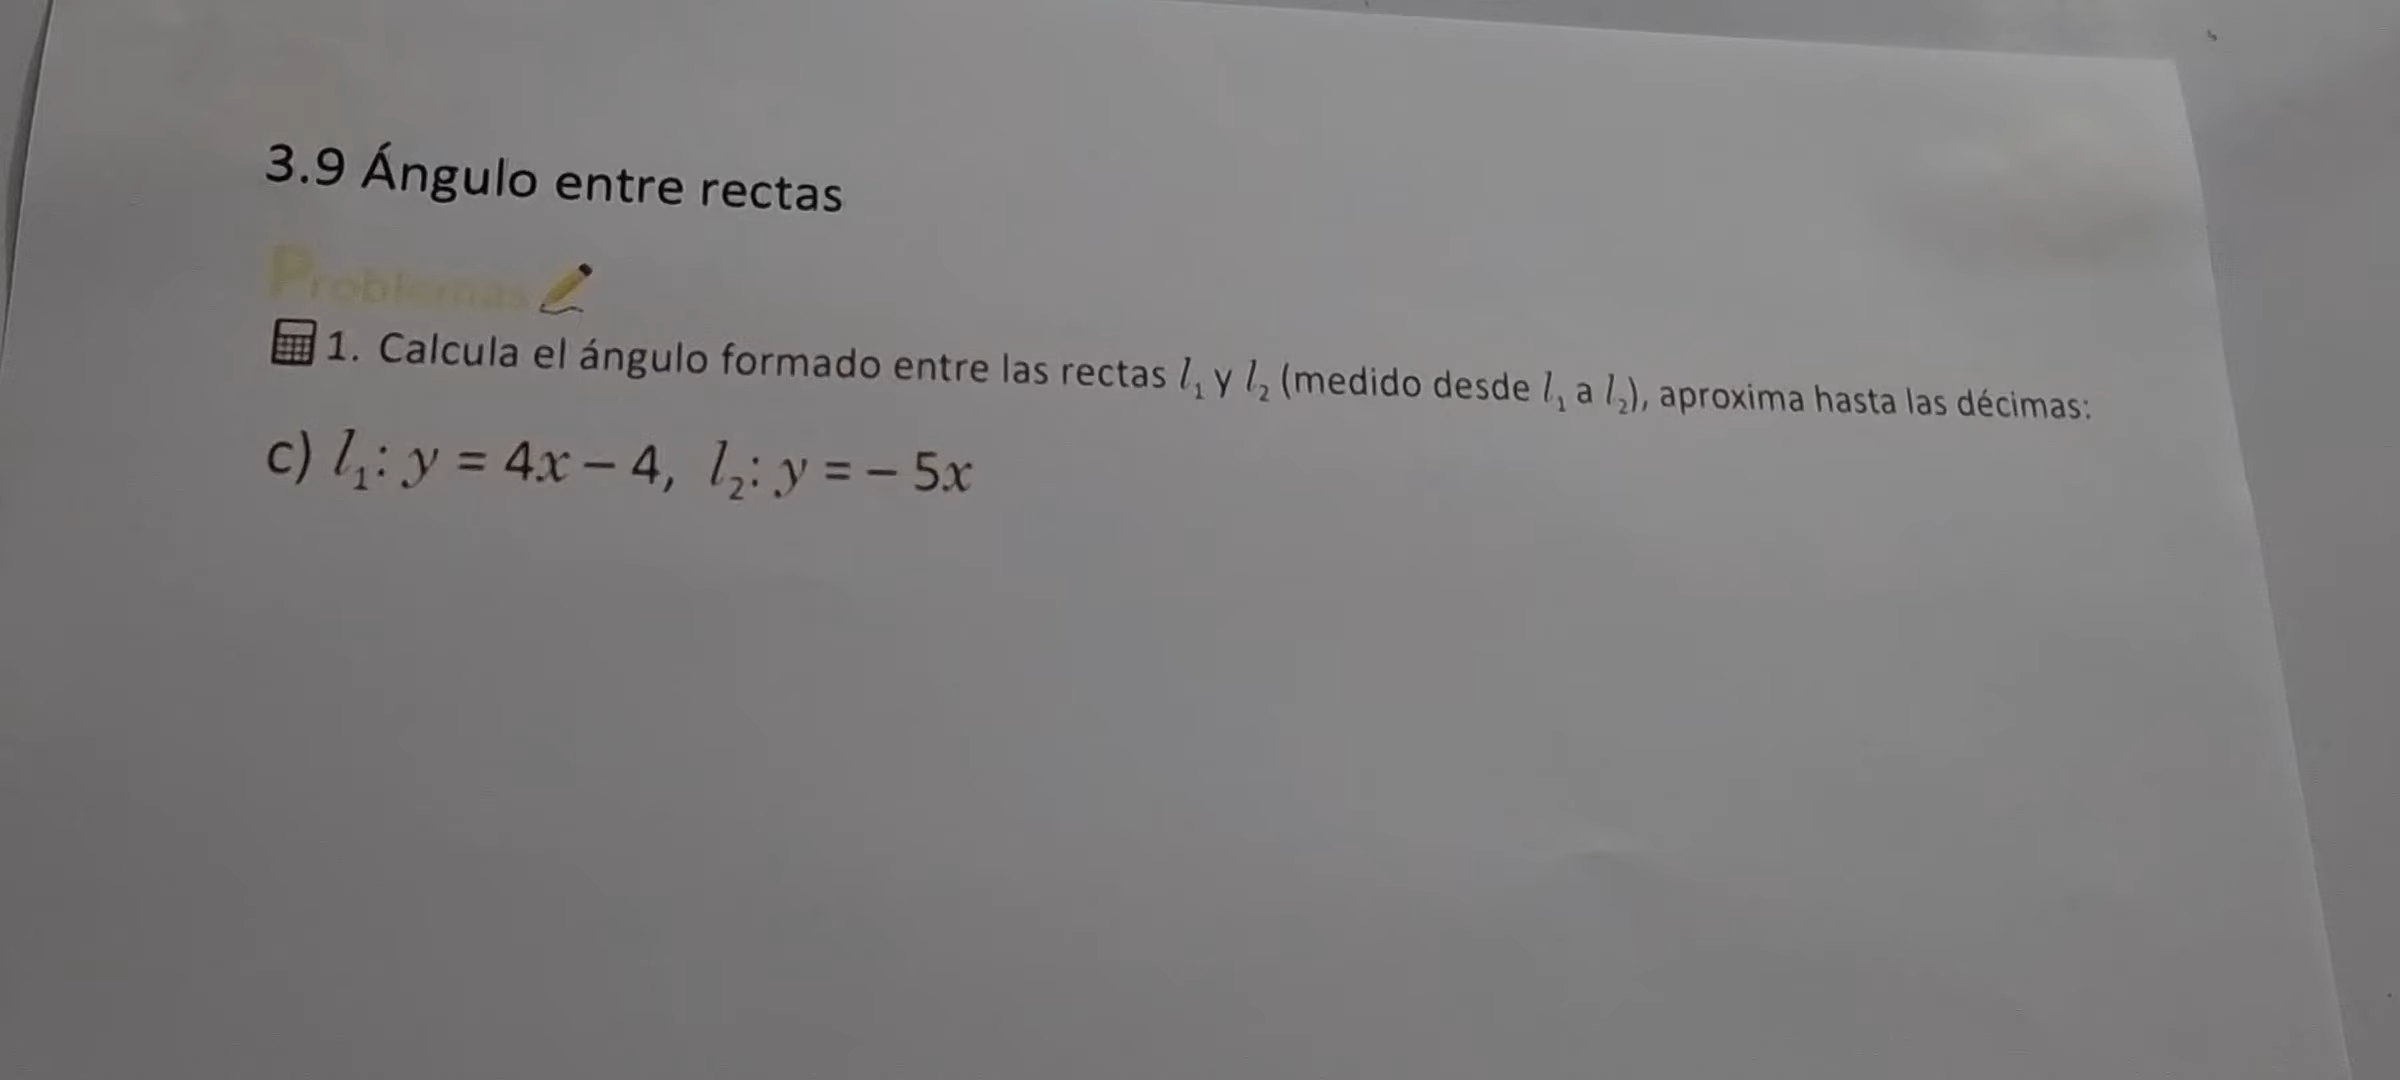 3.9 Ángulo entre rectas
Problemas
1. Calcula el ángulo formado entre las rectas l₁ y l₂ (medido desde l₁ a l₂), aproxima hasta las décimas:
c) l₁: y = 4x – 4, l₂: y = – 5x